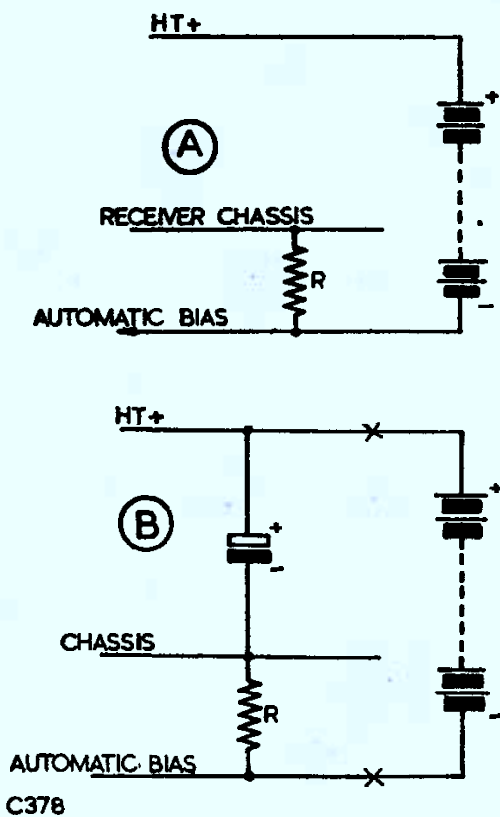 HT+
A
+
RECEIVER CHASSIS
R
AUTOMATIC BIAS
-
HT+
B
+
+
-
CHASSIS
R
-
AUTOMATIC BIAS
C378